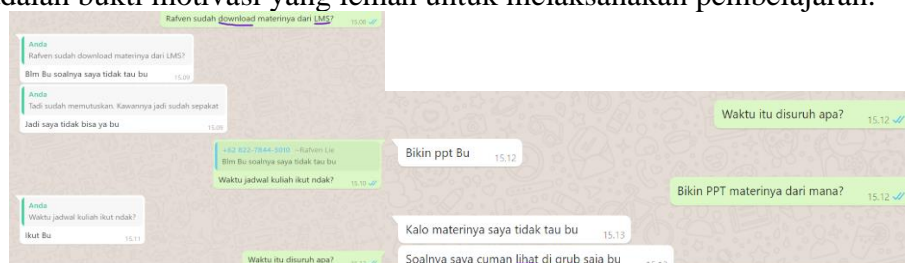 dalah bukti motivasi yang lemah untuk melaksanakan pembelajaran.
Rafven sudah download materinya dari LMS?
15.09
Anda
Rafven sudah download materinya dari LMS?
Blm Bu soalnya saya tidak tau bu
15.09
Anda
Tadi sudah memutuskan. Kawannya jadi sudah sepakat
Jadi saya tidak bisa ya bu
15.09
~Rafven Lie
Blm Bu soalnya saya tidak tau bu
Waktu jadwal kuliah ikut ndak?
15.10
Anda
Waktu jadwal kuliah ikut ndak?
Ikut Bu
15.11
Waktu itu disuruh apa?
Waktu itu disuruh apa?
15.12
Bikin ppt Bu
15.12
Bikin PPT materinya dari mana?
15.12
Kalo materinya saya tidak tau bu
15.13
Soalnya saya cuman lihat di grub saja bu